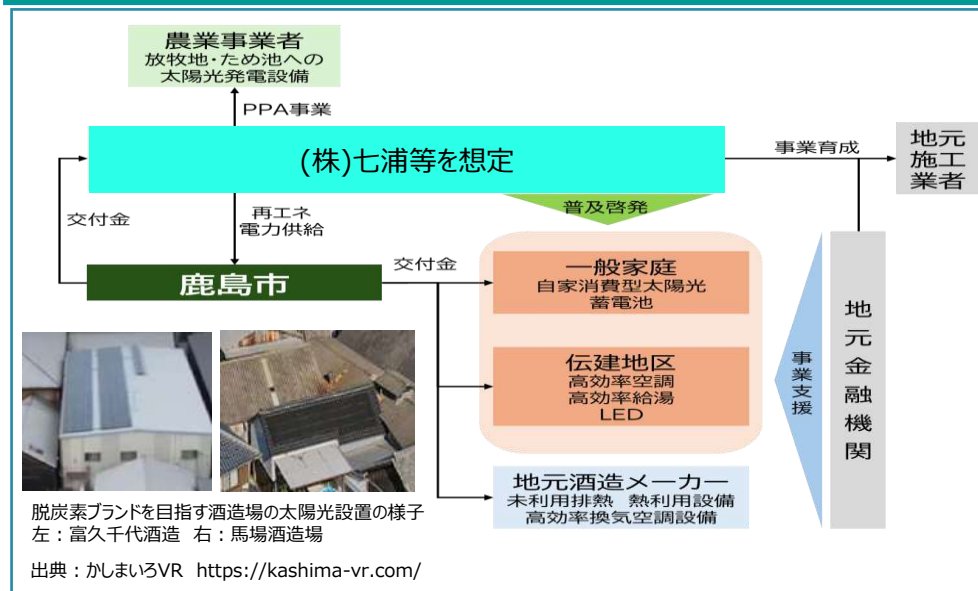 農業事業者
放牧地・ため池への
太陽光発電設備
PPA事業
(株)七浦等を想定
事業育成
地元
施工
業者
交付金
再エネ
電力供給
普及啓発
鹿島市
交付金
一般家庭
自家消費型太陽光
蓄電池
伝建地区
高効率空調
高効率給湯
LED
事業支援
地元金融機関
地元酒造メーカー
未利用排熱 熱利用設備
高効率換気空調設備
脱炭素ブランドを目指す酒造場の太陽光設置の様子
左：富久千代酒造 右：馬場酒造場
出典：かしまいろVR https://kashima-vr.com/